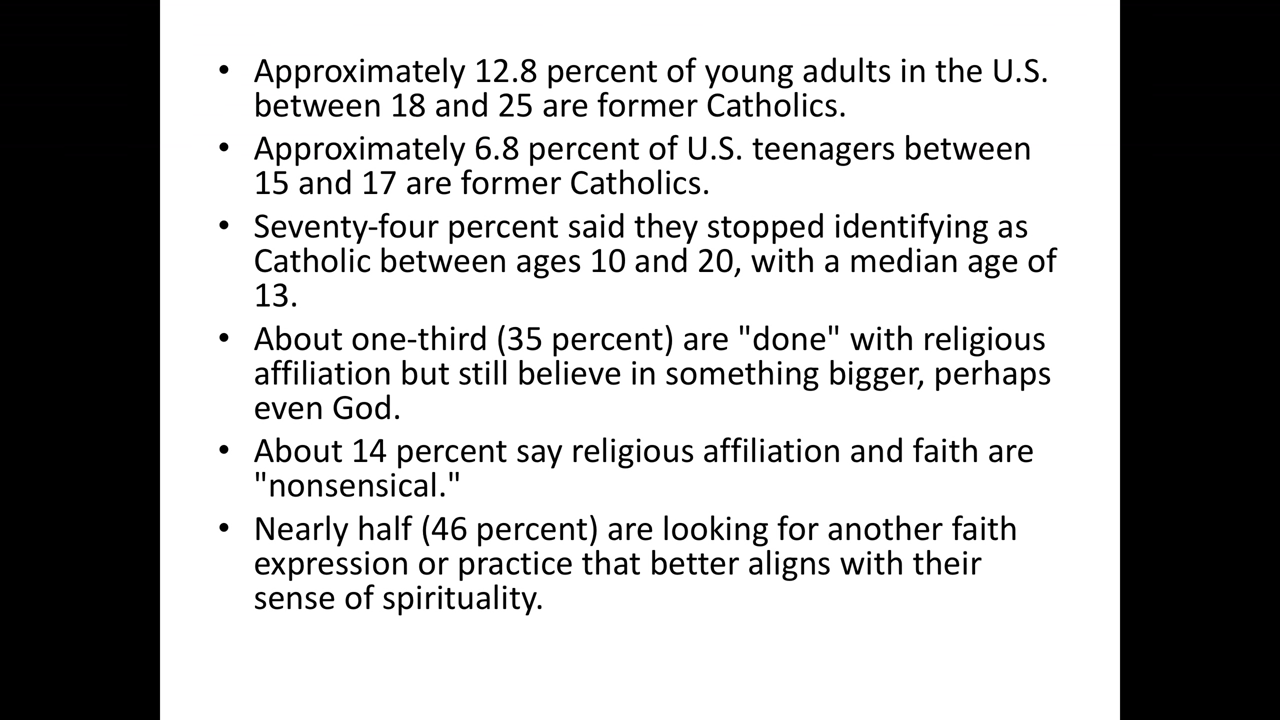 • Approximately 12.8 percent of young adults in the U.S.
between 18 and 25 are former Catholics.
• Approximately 6.8 percent of U.S. teenagers between
15 and 17 are former Catholics.
• Seventy-four percent said they stopped identifying as
Catholic between ages 10 and 20, with a median age of
13.
• About one-third (35 percent) are "done" with religious
affiliation but still believe in something bigger, perhaps
even God.
• About 14 percent say religious affiliation and faith are
"nonsensical."
• Nearly half (46 percent) are looking for another faith
expression or practice that better aligns with their
sense of spirituality.